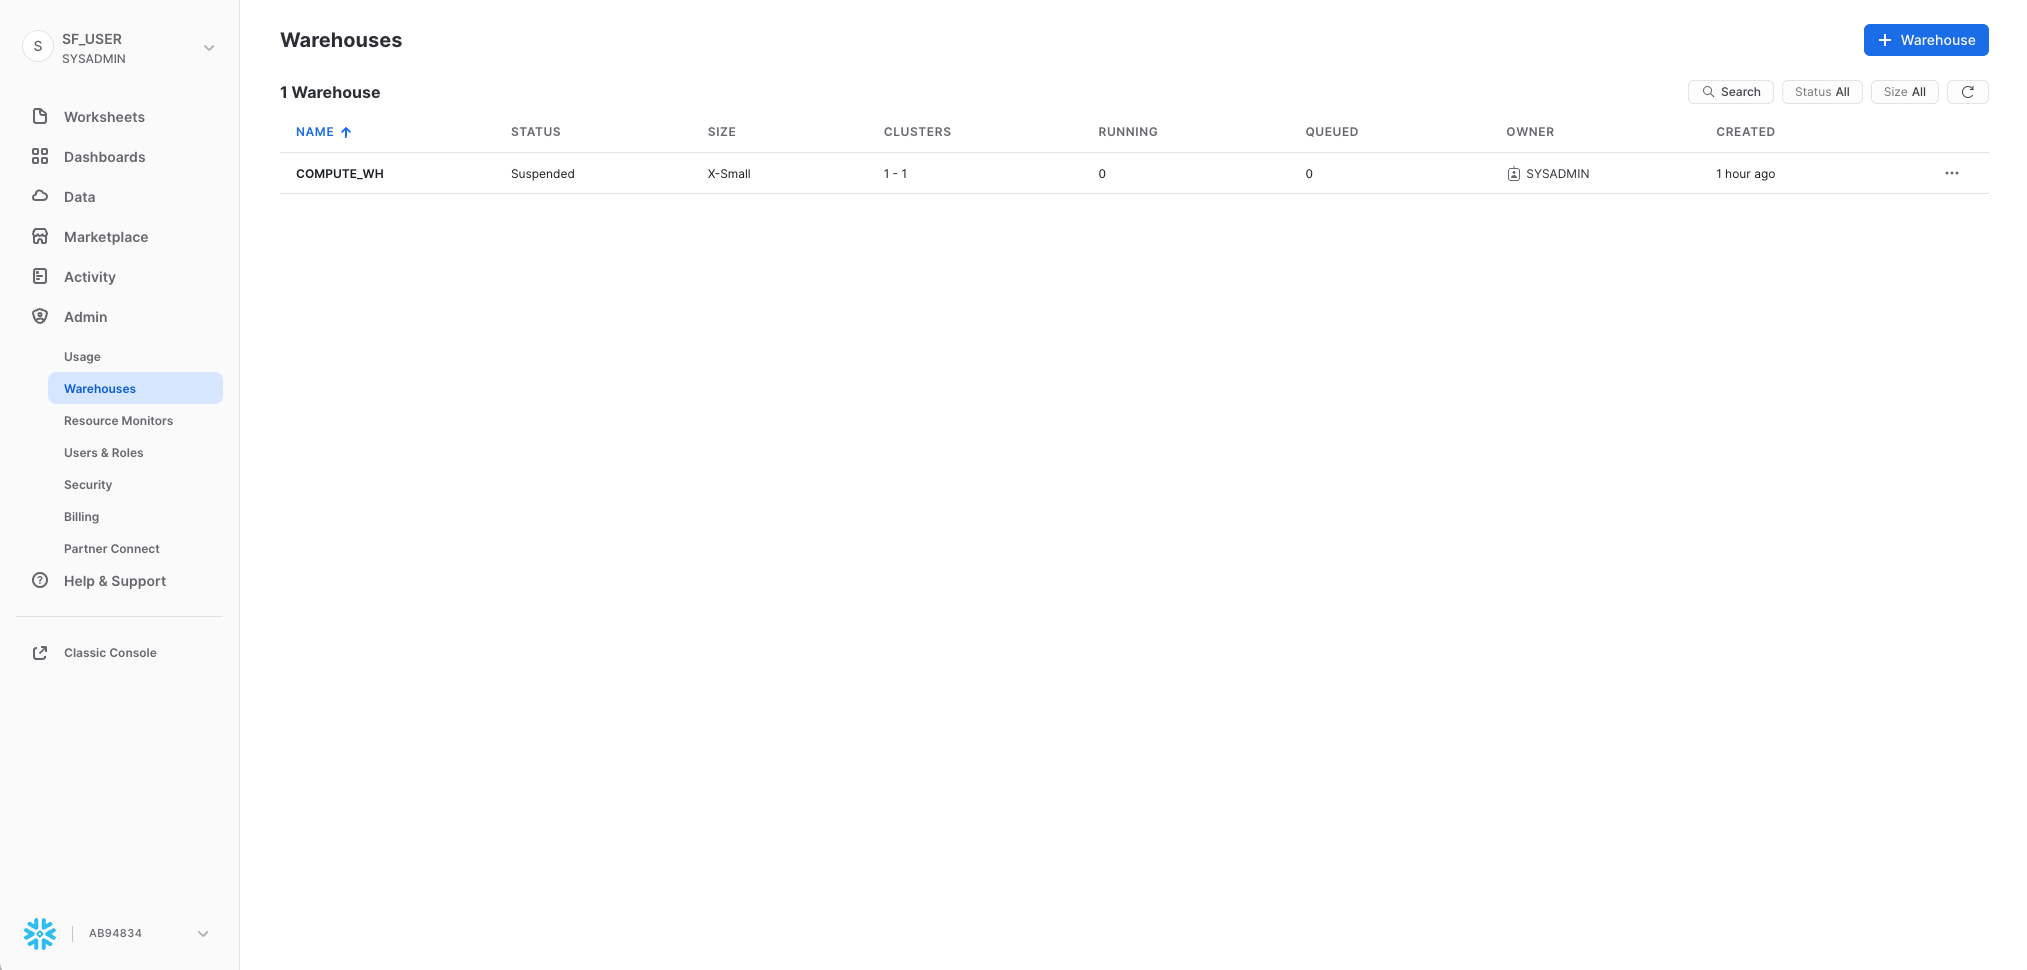 S
SF_USER
SYSADMIN
Worksheets
Dashboards
Data
Marketplace
Activity
Admin
Usage
Warehouses
Resource Monitors
Users & Roles
Security
Billing
Partner Connect
Help & Support
Classic Console
AB94834
Warehouses
Warehouse
1 Warehouse
Search
Status All
Size All
NAME STATUS SIZE CLUSTERS RUNNING QUEUED OWNER CREATED
COMPUTE_WH Suspended X-Small 1 - 1 0 0 SYSADMIN 1 hour ago